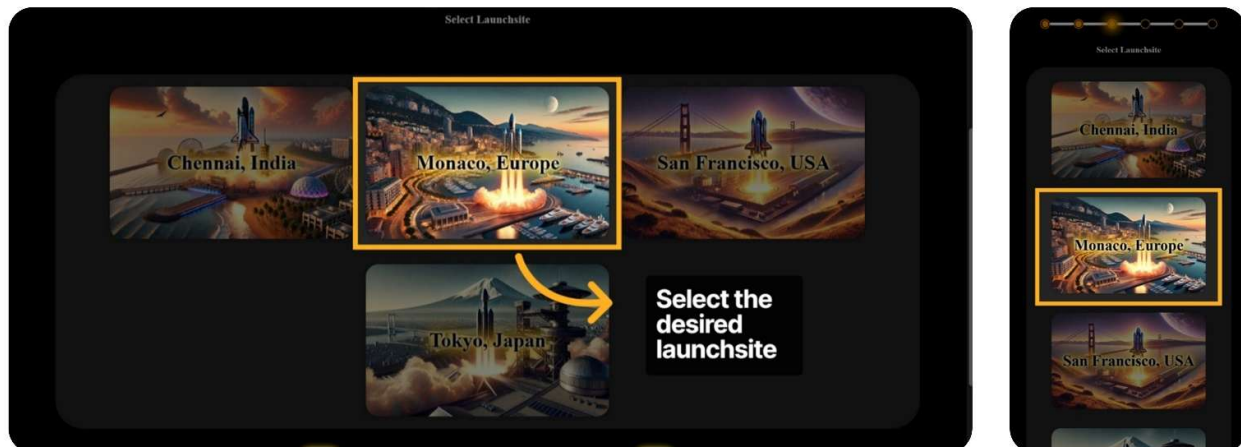 Select Launchsite
Chennai, India
Monaco, Europe
San Francisco, USA
Tokyo, Japan
Select the
desired
launchsite
Select Launchsite
Chennai, India
Monaco, Europe
San Francisco, USA